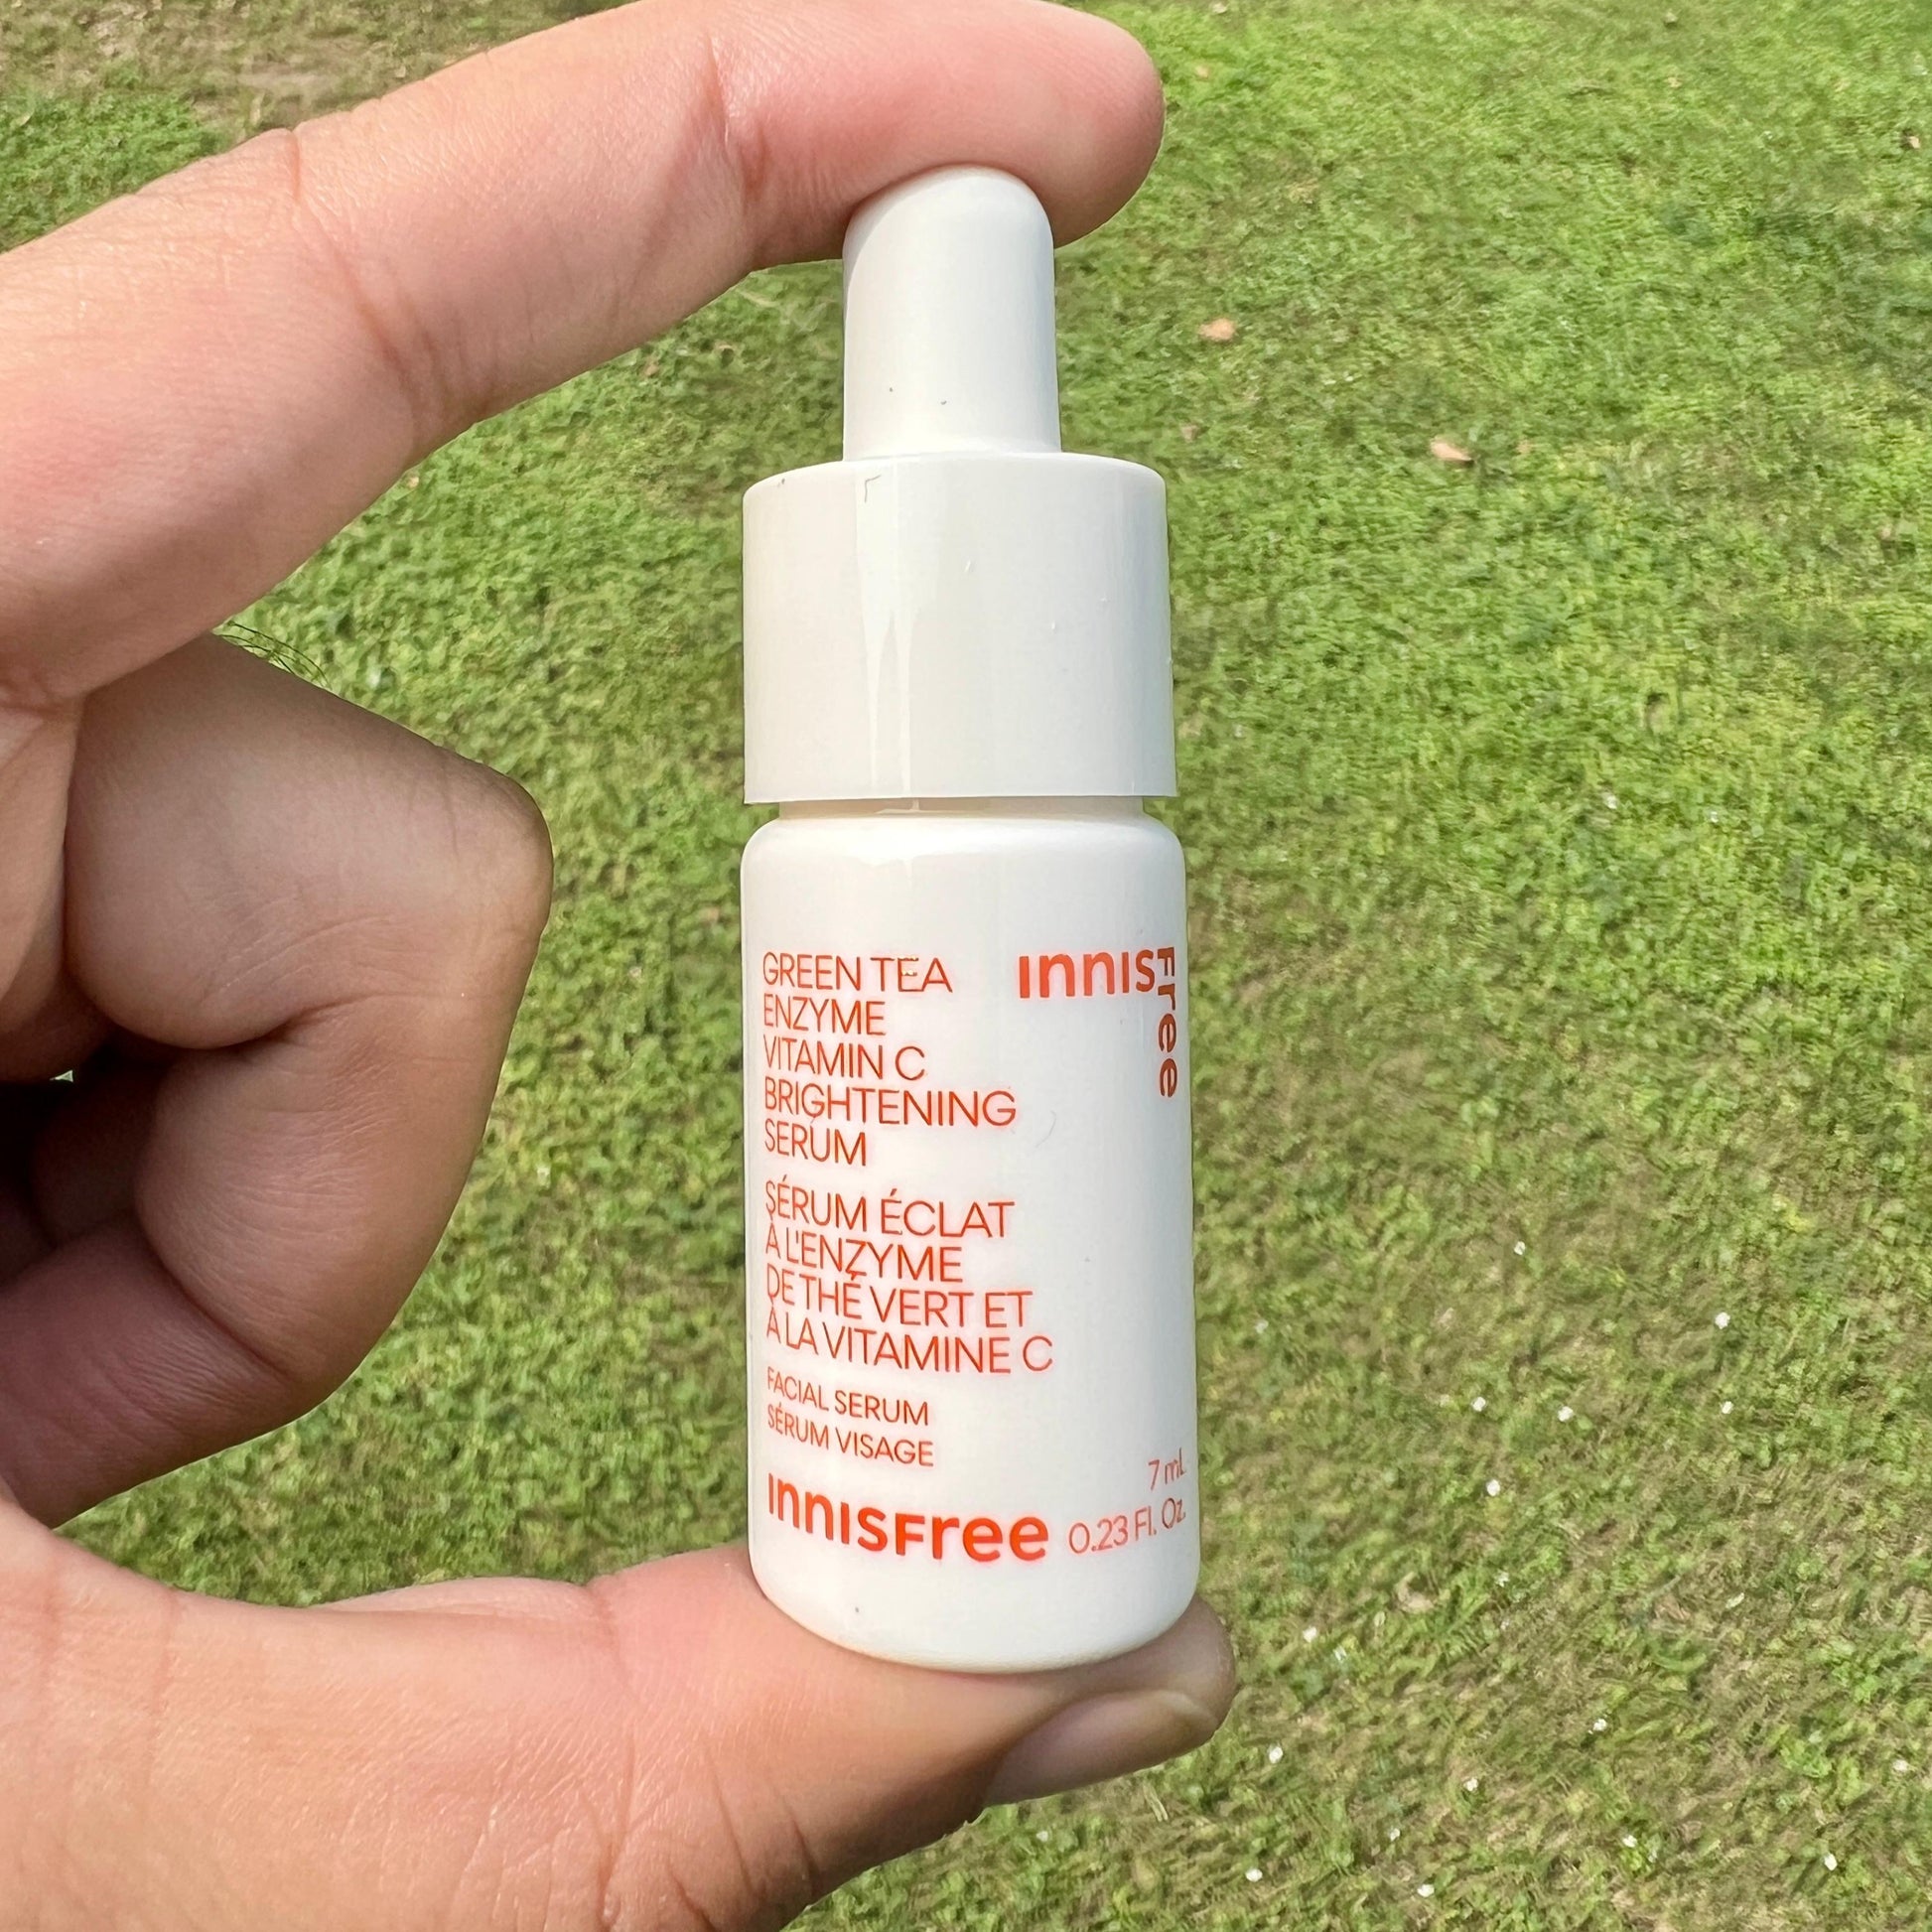 GREEN TEA
ENZYME
VITAMIN C
BRIGHTENING
SERUM
innisfree
SÉRUM ÉCLAT
À L'ENZYME
DE THÉ VERT ET
À LA VITAMINE C
FACIAL SERUM
SÉRUM VISAGE
7 mL
innisfree 0.23 Fl. Oz.